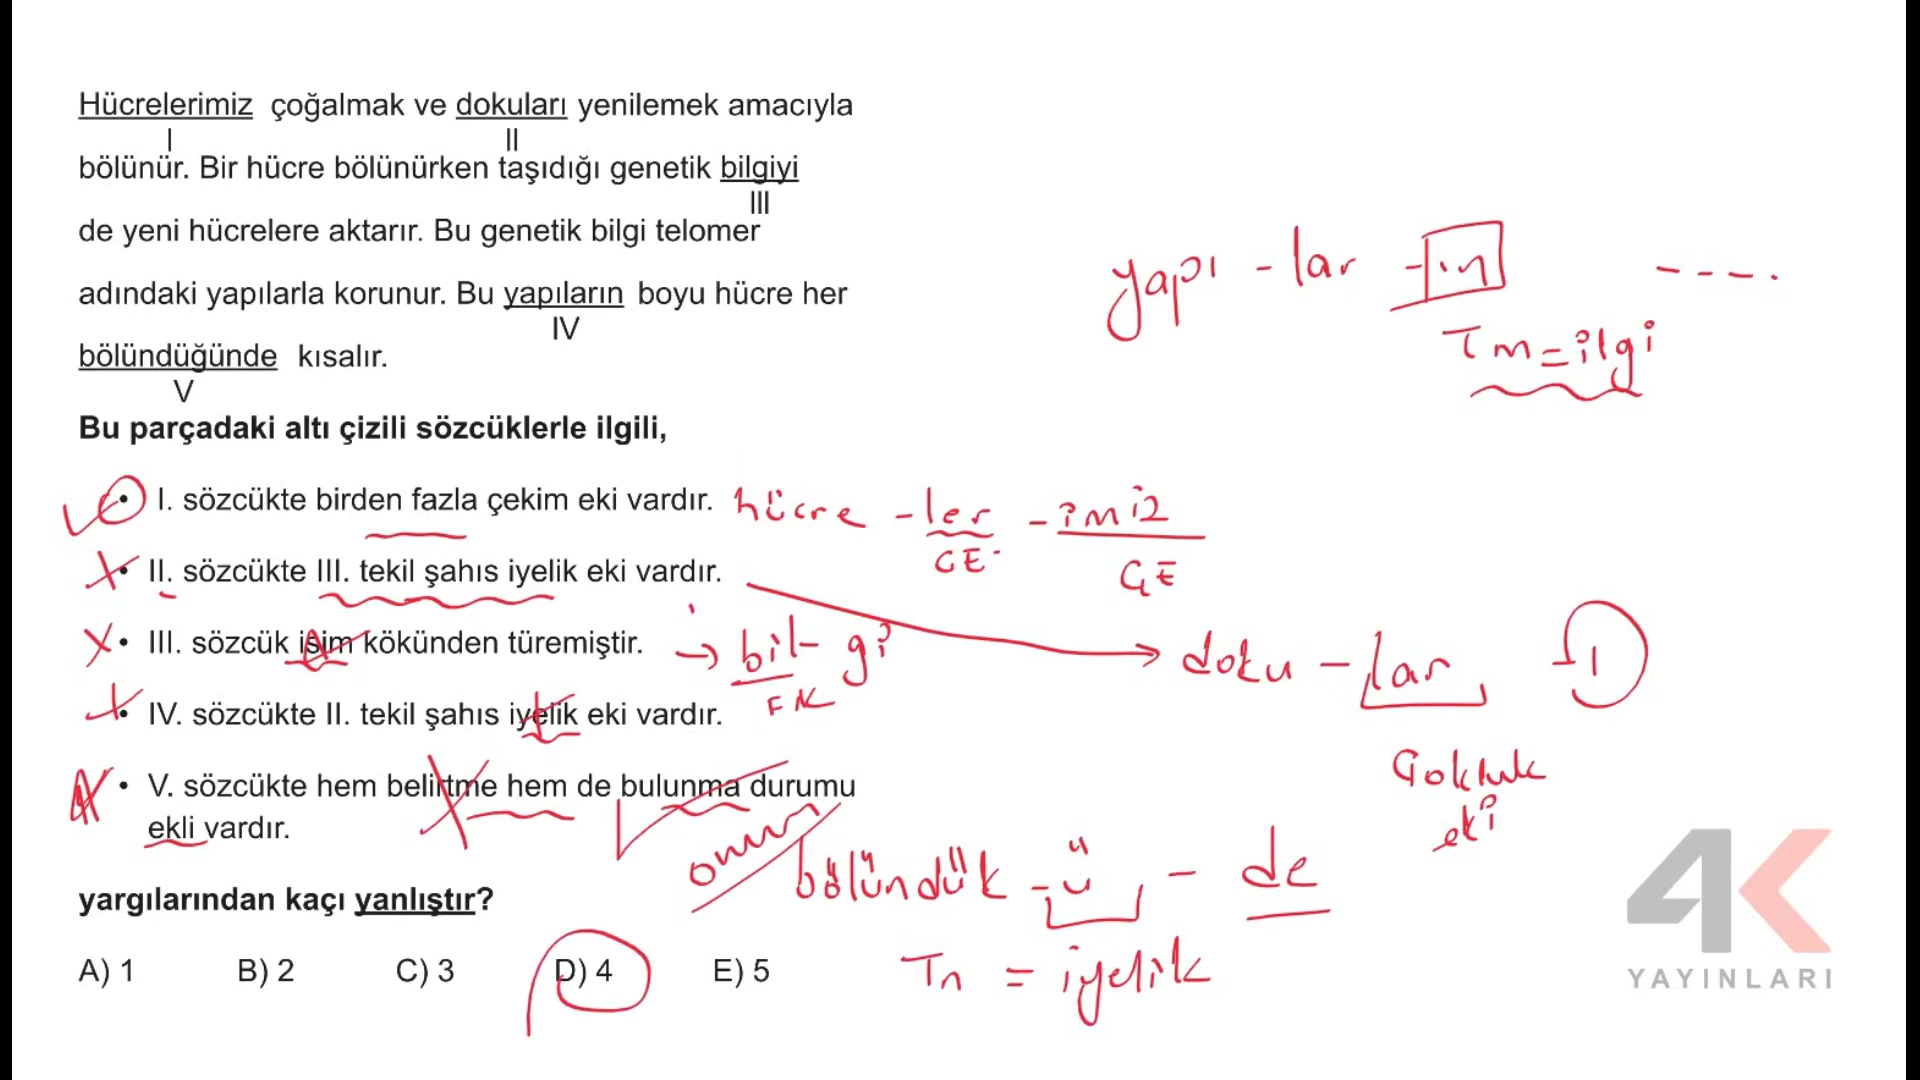 Hücrelerimiz çoğalmak ve dokuları yenilemek amacıyla
I II
bölünür. Bir hücre bölünürken taşıdığı genetik bilgiyi
III
de yeni hücrelere aktarır. Bu genetik bilgi telomer
adındaki yapılarla korunur. Bu yapıların boyu hücre her
IV
bölündüğünde kısalır.
V
yapı - lar - ın ----.
Tm = ilgi
Bu parçadaki altı çizili sözcüklerle ilgili,
• I. sözcükte birden fazla çekim eki vardır. hücre - ler - imiz
ÇE ÇE
• II. sözcükte III. tekil şahıs iyelik eki vardır.
• III. sözcük isim kökünden türemiştir. → bil- gi → doku - lar - ı
FK
• IV. sözcükte II. tekil şahıs iyelik eki vardır.
Çokluk
eki
• V. sözcükte hem belirtme hem de bulunma durumu
ekli vardır.
onun bölündük - ü - de
yargılarından kaçı yanlıştır?
Tn = iyelik
A) 1 B) 2 C) 3 D) 4 E) 5
4K
YAYINLARI